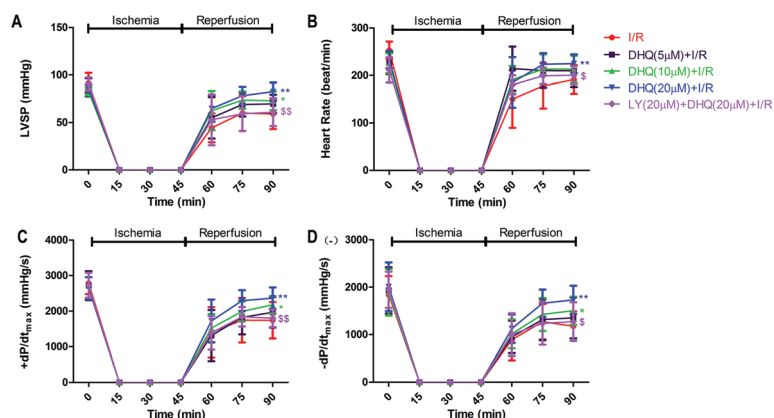 A
Ischemia
Reperfusion
LVSP (mmHg)
150
100
50
0
**
*
$$
0 15 30 45 60 75 90
Time (min)
B
Ischemia
Reperfusion
Heart Rate (beat/min)
300
200
100
0
**
$
0 15 30 45 60 75 90
Time (min)
I/R
DHQ(5μM)+I/R
DHQ(10μM)+I/R
DHQ(20μM)+I/R
LY(20μM)+DHQ(20μM)+I/R
C
Ischemia
Reperfusion
+dP/dtmax (mmHg/s)
4000
3000
2000
1000
0
**
*
$$
0 15 30 45 60 75 90
Time (min)
D (-)
Ischemia
Reperfusion
-dP/dtmax (mmHg/s)
3000
2000
1000
0
**
*
$
0 15 30 45 60 75 90
Time (min)